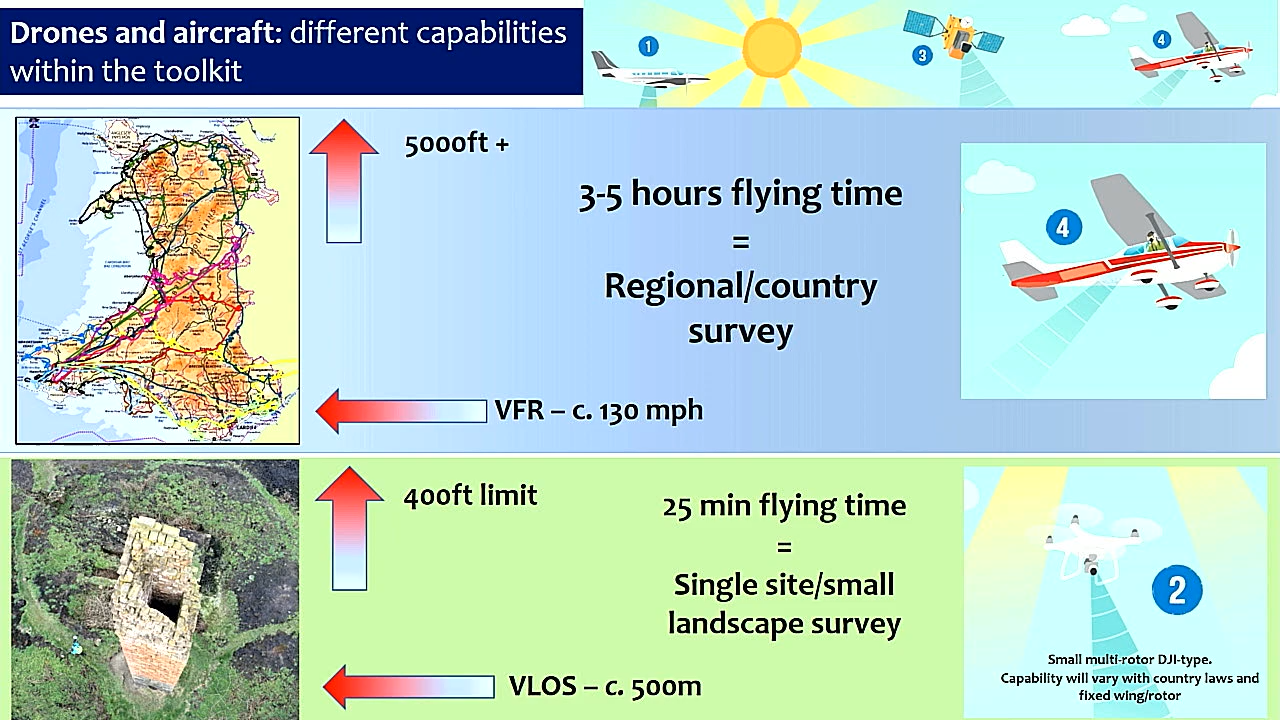 Drones and aircraft: different capabilities
within the toolkit
1
3
4
5000ft +
3-5 hours flying time
=
Regional/country
survey
4
VFR – c. 130 mph
400ft limit
25 min flying time
=
Single site/small
landscape survey
2
VLOS – c. 500m
Small multi-rotor DJI-type.
Capability will vary with country laws and
fixed wing/rotor